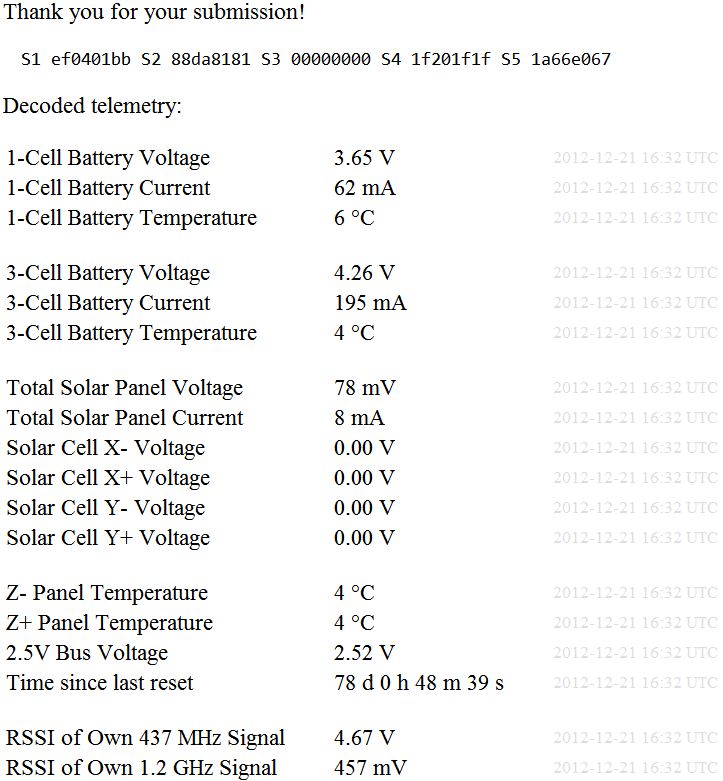 Thank you for your submission!
S1 ef0401bb S2 88da8181 S3 00000000 S4 1f201f1f S5 1a66e067
Decoded telemetry:
1-Cell Battery Voltage 3.65 V 2012-12-21 16:32 UTC
1-Cell Battery Current 62 mA 2012-12-21 16:32 UTC
1-Cell Battery Temperature 6 °C 2012-12-21 16:32 UTC
3-Cell Battery Voltage 4.26 V 2012-12-21 16:32 UTC
3-Cell Battery Current 195 mA 2012-12-21 16:32 UTC
3-Cell Battery Temperature 4 °C 2012-12-21 16:32 UTC
Total Solar Panel Voltage 78 mV 2012-12-21 16:32 UTC
Total Solar Panel Current 8 mA 2012-12-21 16:32 UTC
Solar Cell X- Voltage 0.00 V 2012-12-21 16:32 UTC
Solar Cell X+ Voltage 0.00 V 2012-12-21 16:32 UTC
Solar Cell Y- Voltage 0.00 V 2012-12-21 16:32 UTC
Solar Cell Y+ Voltage 0.00 V 2012-12-21 16:32 UTC
Z- Panel Temperature 4 °C 2012-12-21 16:32 UTC
Z+ Panel Temperature 4 °C 2012-12-21 16:32 UTC
2.5V Bus Voltage 2.52 V 2012-12-21 16:32 UTC
Time since last reset 78 d 0 h 48 m 39 s 2012-12-21 16:32 UTC
RSSI of Own 437 MHz Signal 4.67 V 2012-12-21 16:32 UTC
RSSI of Own 1.2 GHz Signal 457 mV 2012-12-21 16:32 UTC